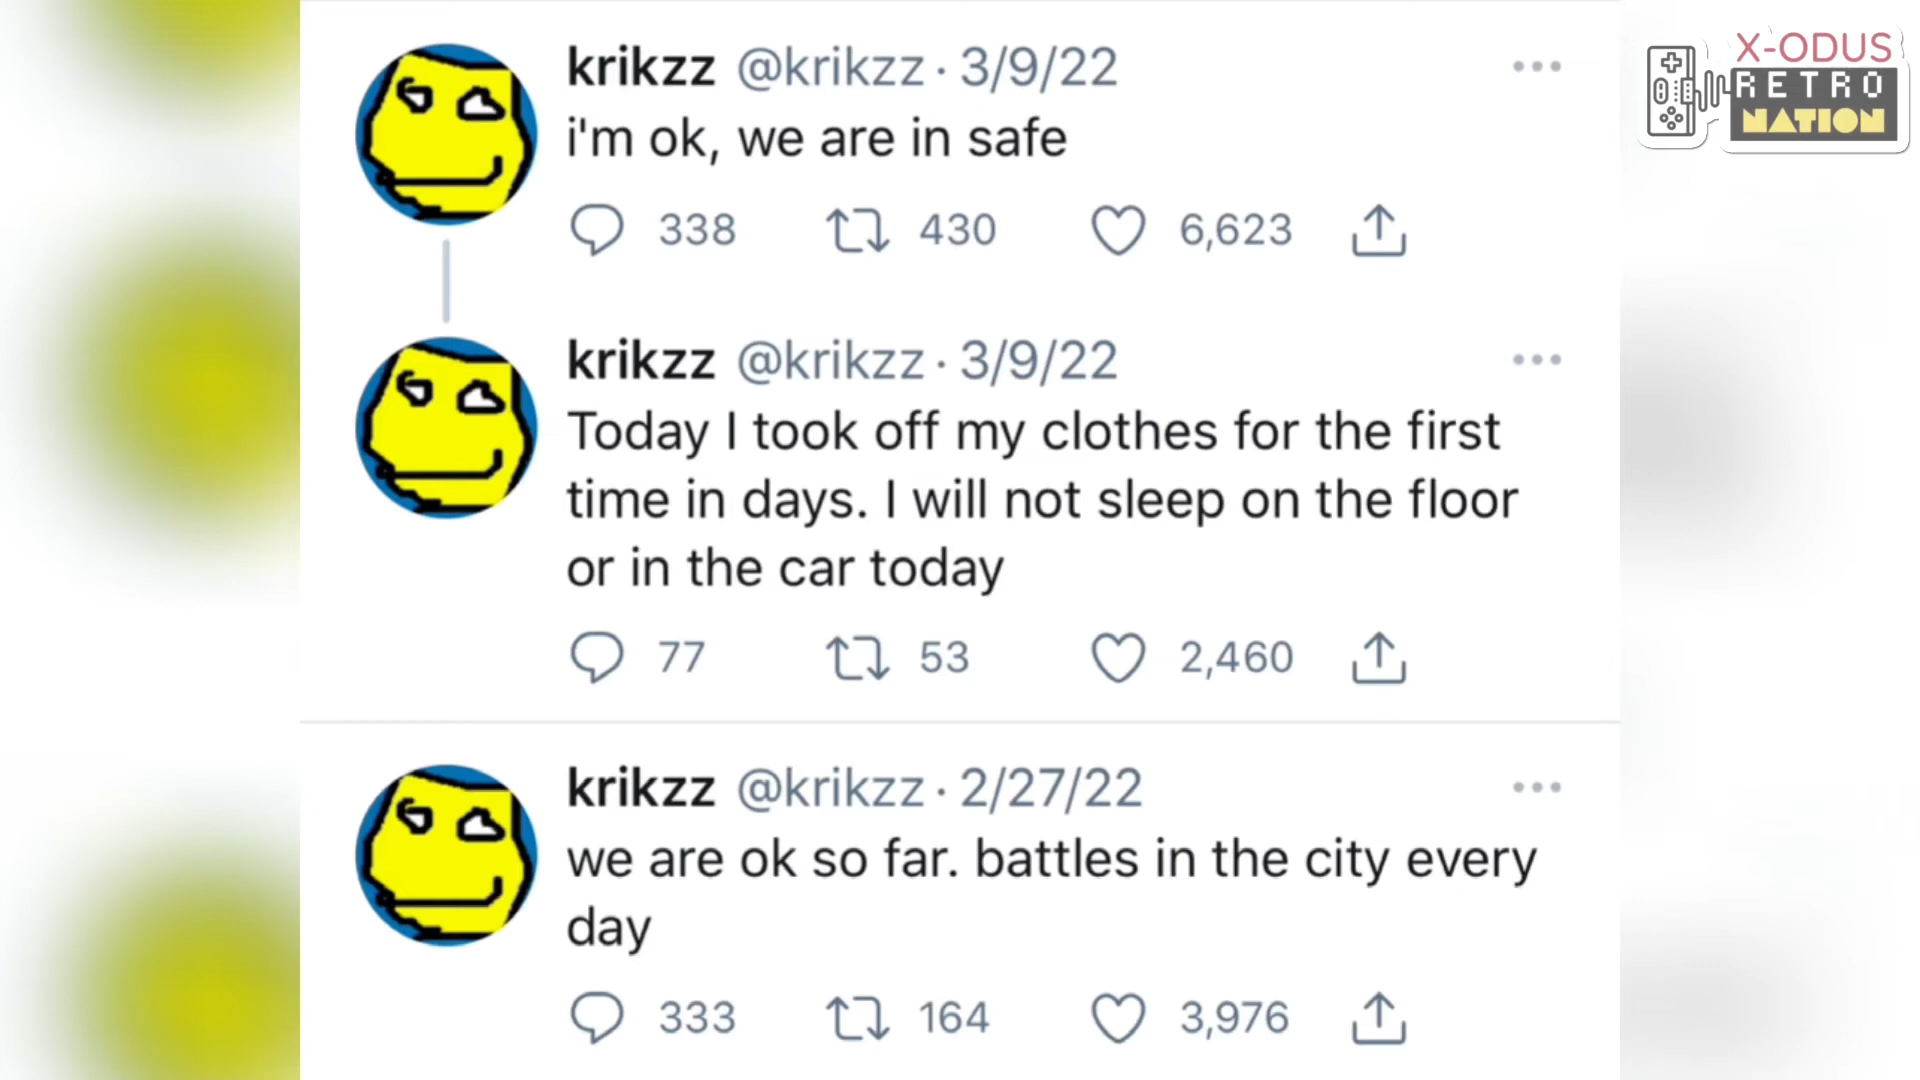 krikzz @krikzz · 3/9/22
i'm ok, we are in safe
338 430 6,623
krikzz @krikzz · 3/9/22
Today I took off my clothes for the first
time in days. I will not sleep on the floor
or in the car today
77 53 2,460
krikzz @krikzz · 2/27/22
we are ok so far. battles in the city every
day
333 164 3,976
X-ODUS
RETRO
NATION